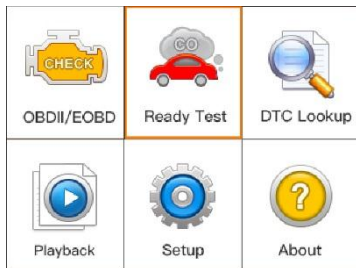 CHECK
CO
OBDII/EOBD
Ready Test
DTC Lookup
?
Playback
Setup
About